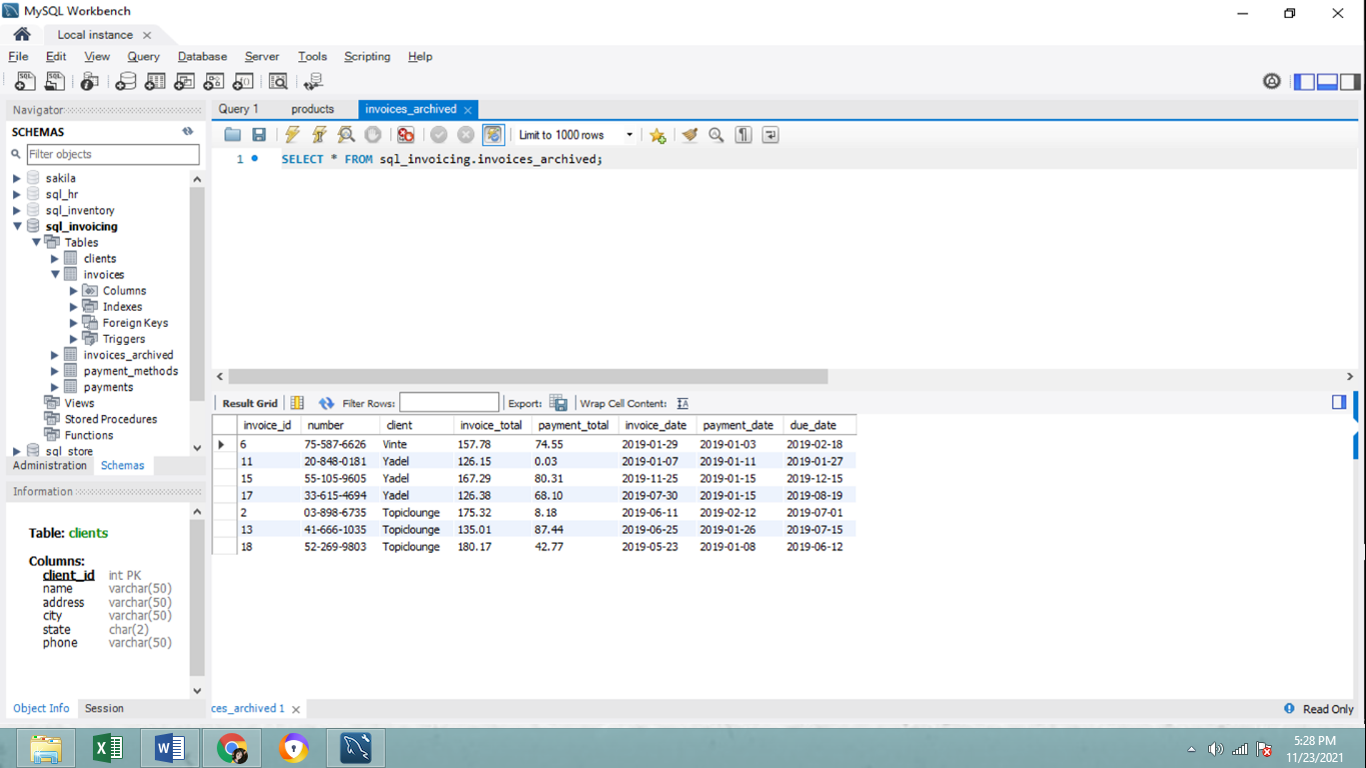 MySQL Workbench
Local instance
File Edit View Query Database Server Tools Scripting Help
Navigator
SCHEMAS
Filter objects
sakila
sql_hr
sql_inventory
sql_invoicing
Tables
clients
invoices
Columns
Indexes
Foreign Keys
Triggers
invoices_archived
payment_methods
payments
Views
Stored Procedures
Functions
sql_store
Administration Schemas
Information
Table: clients
Columns:
client_id int PK
name varchar(50)
address varchar(50)
city varchar(50)
state char(2)
phone varchar(50)
Object Info Session
Query 1 products invoices_archived
Limit to 1000 rows
1 SELECT * FROM sql_invoicing.invoices_archived;
Result Grid Filter Rows: Export: Wrap Cell Content:
invoice_id number client invoice_total payment_total invoice_date payment_date due_date
6 75-587-6626 Vinte 157.78 74.55 2019-01-29 2019-01-03 2019-02-18
11 20-848-0181 Yadel 126.15 0.03 2019-01-07 2019-01-11 2019-01-27
15 55-105-9605 Yadel 167.29 80.31 2019-11-25 2019-01-15 2019-12-15
17 33-615-4694 Yadel 126.38 68.10 2019-07-30 2019-01-15 2019-08-19
2 03-898-6735 Topiclounge 175.32 8.18 2019-06-11 2019-02-12 2019-07-01
13 41-666-1035 Topiclounge 135.01 87.44 2019-06-25 2019-01-26 2019-07-15
18 52-269-9803 Topiclounge 180.17 42.77 2019-05-23 2019-01-08 2019-06-12
ces_archived 1
Read Only
5:28 PM
11/23/2021